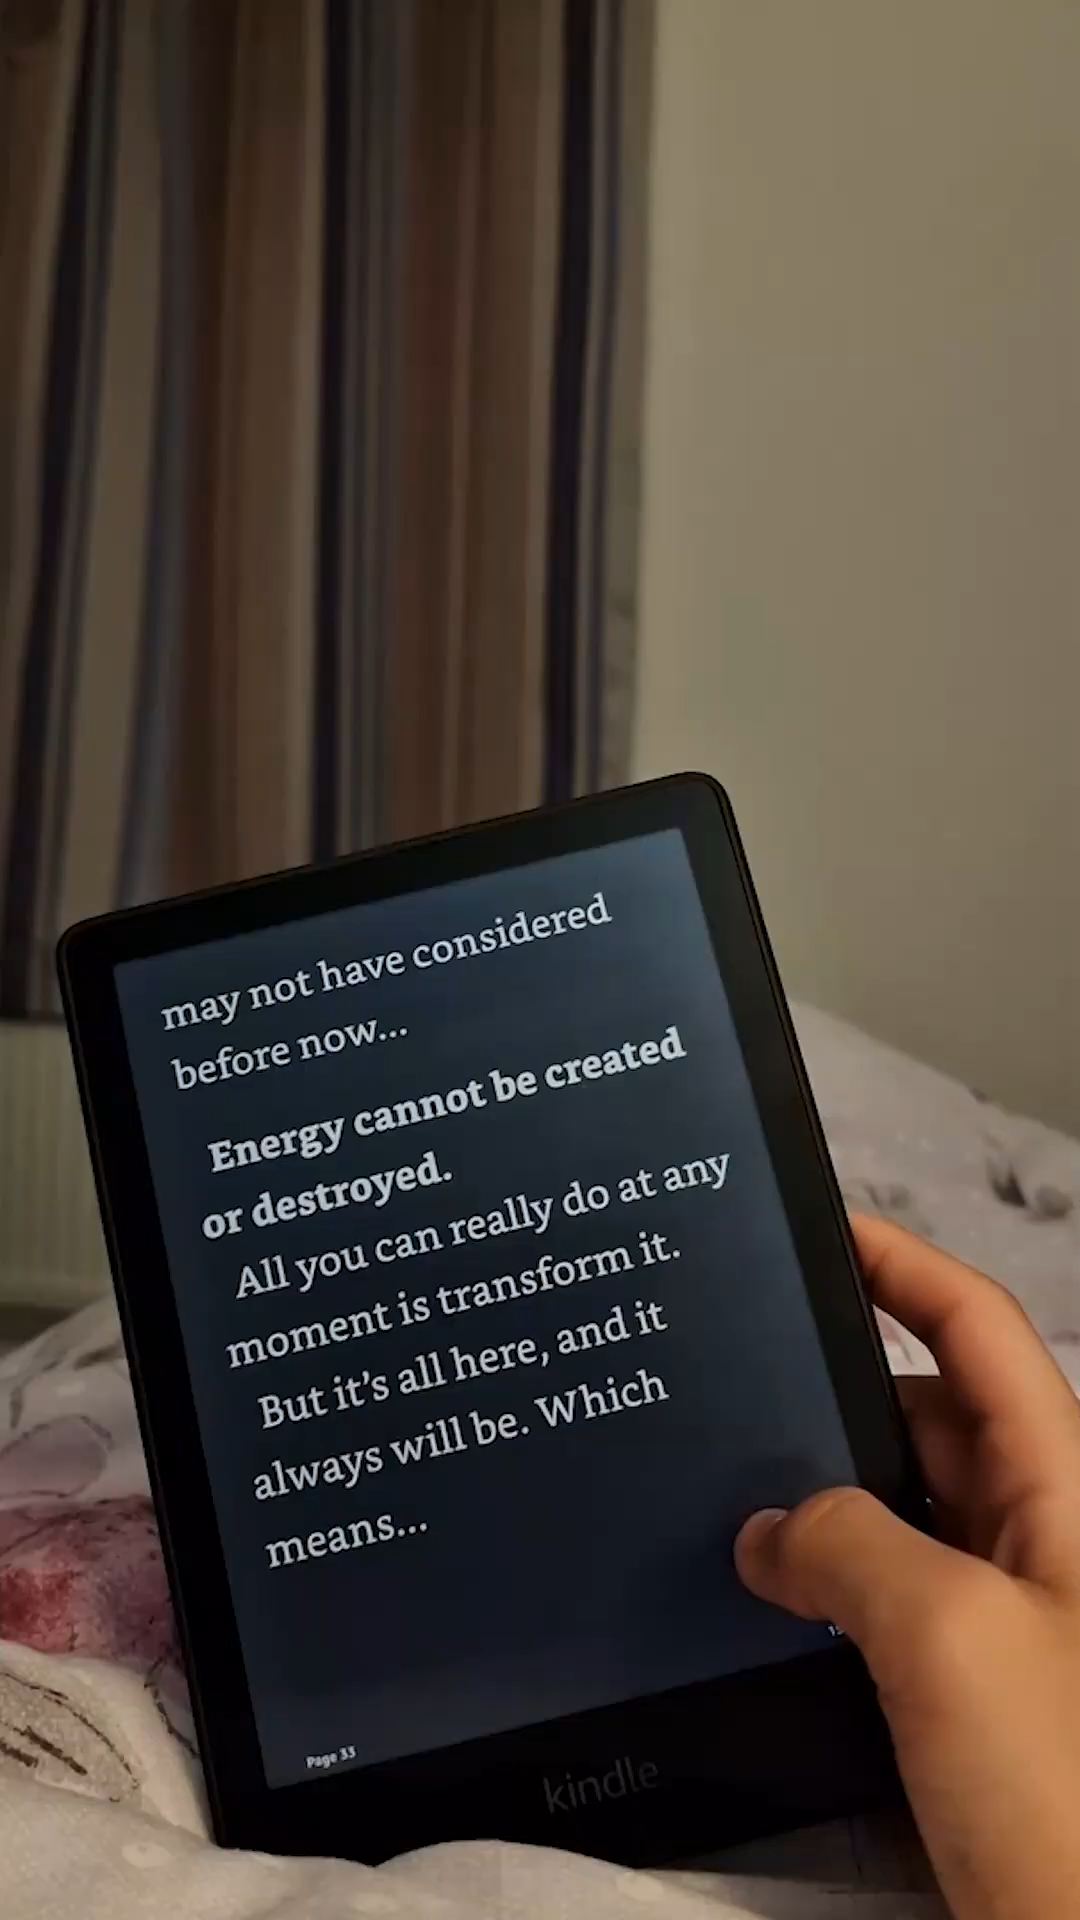 may not have considered
before now...
Energy cannot be created
or destroyed.
All you can really do at any
moment is transform it.
But it's all here, and it
always will be. Which
means...
Page 33
kindle